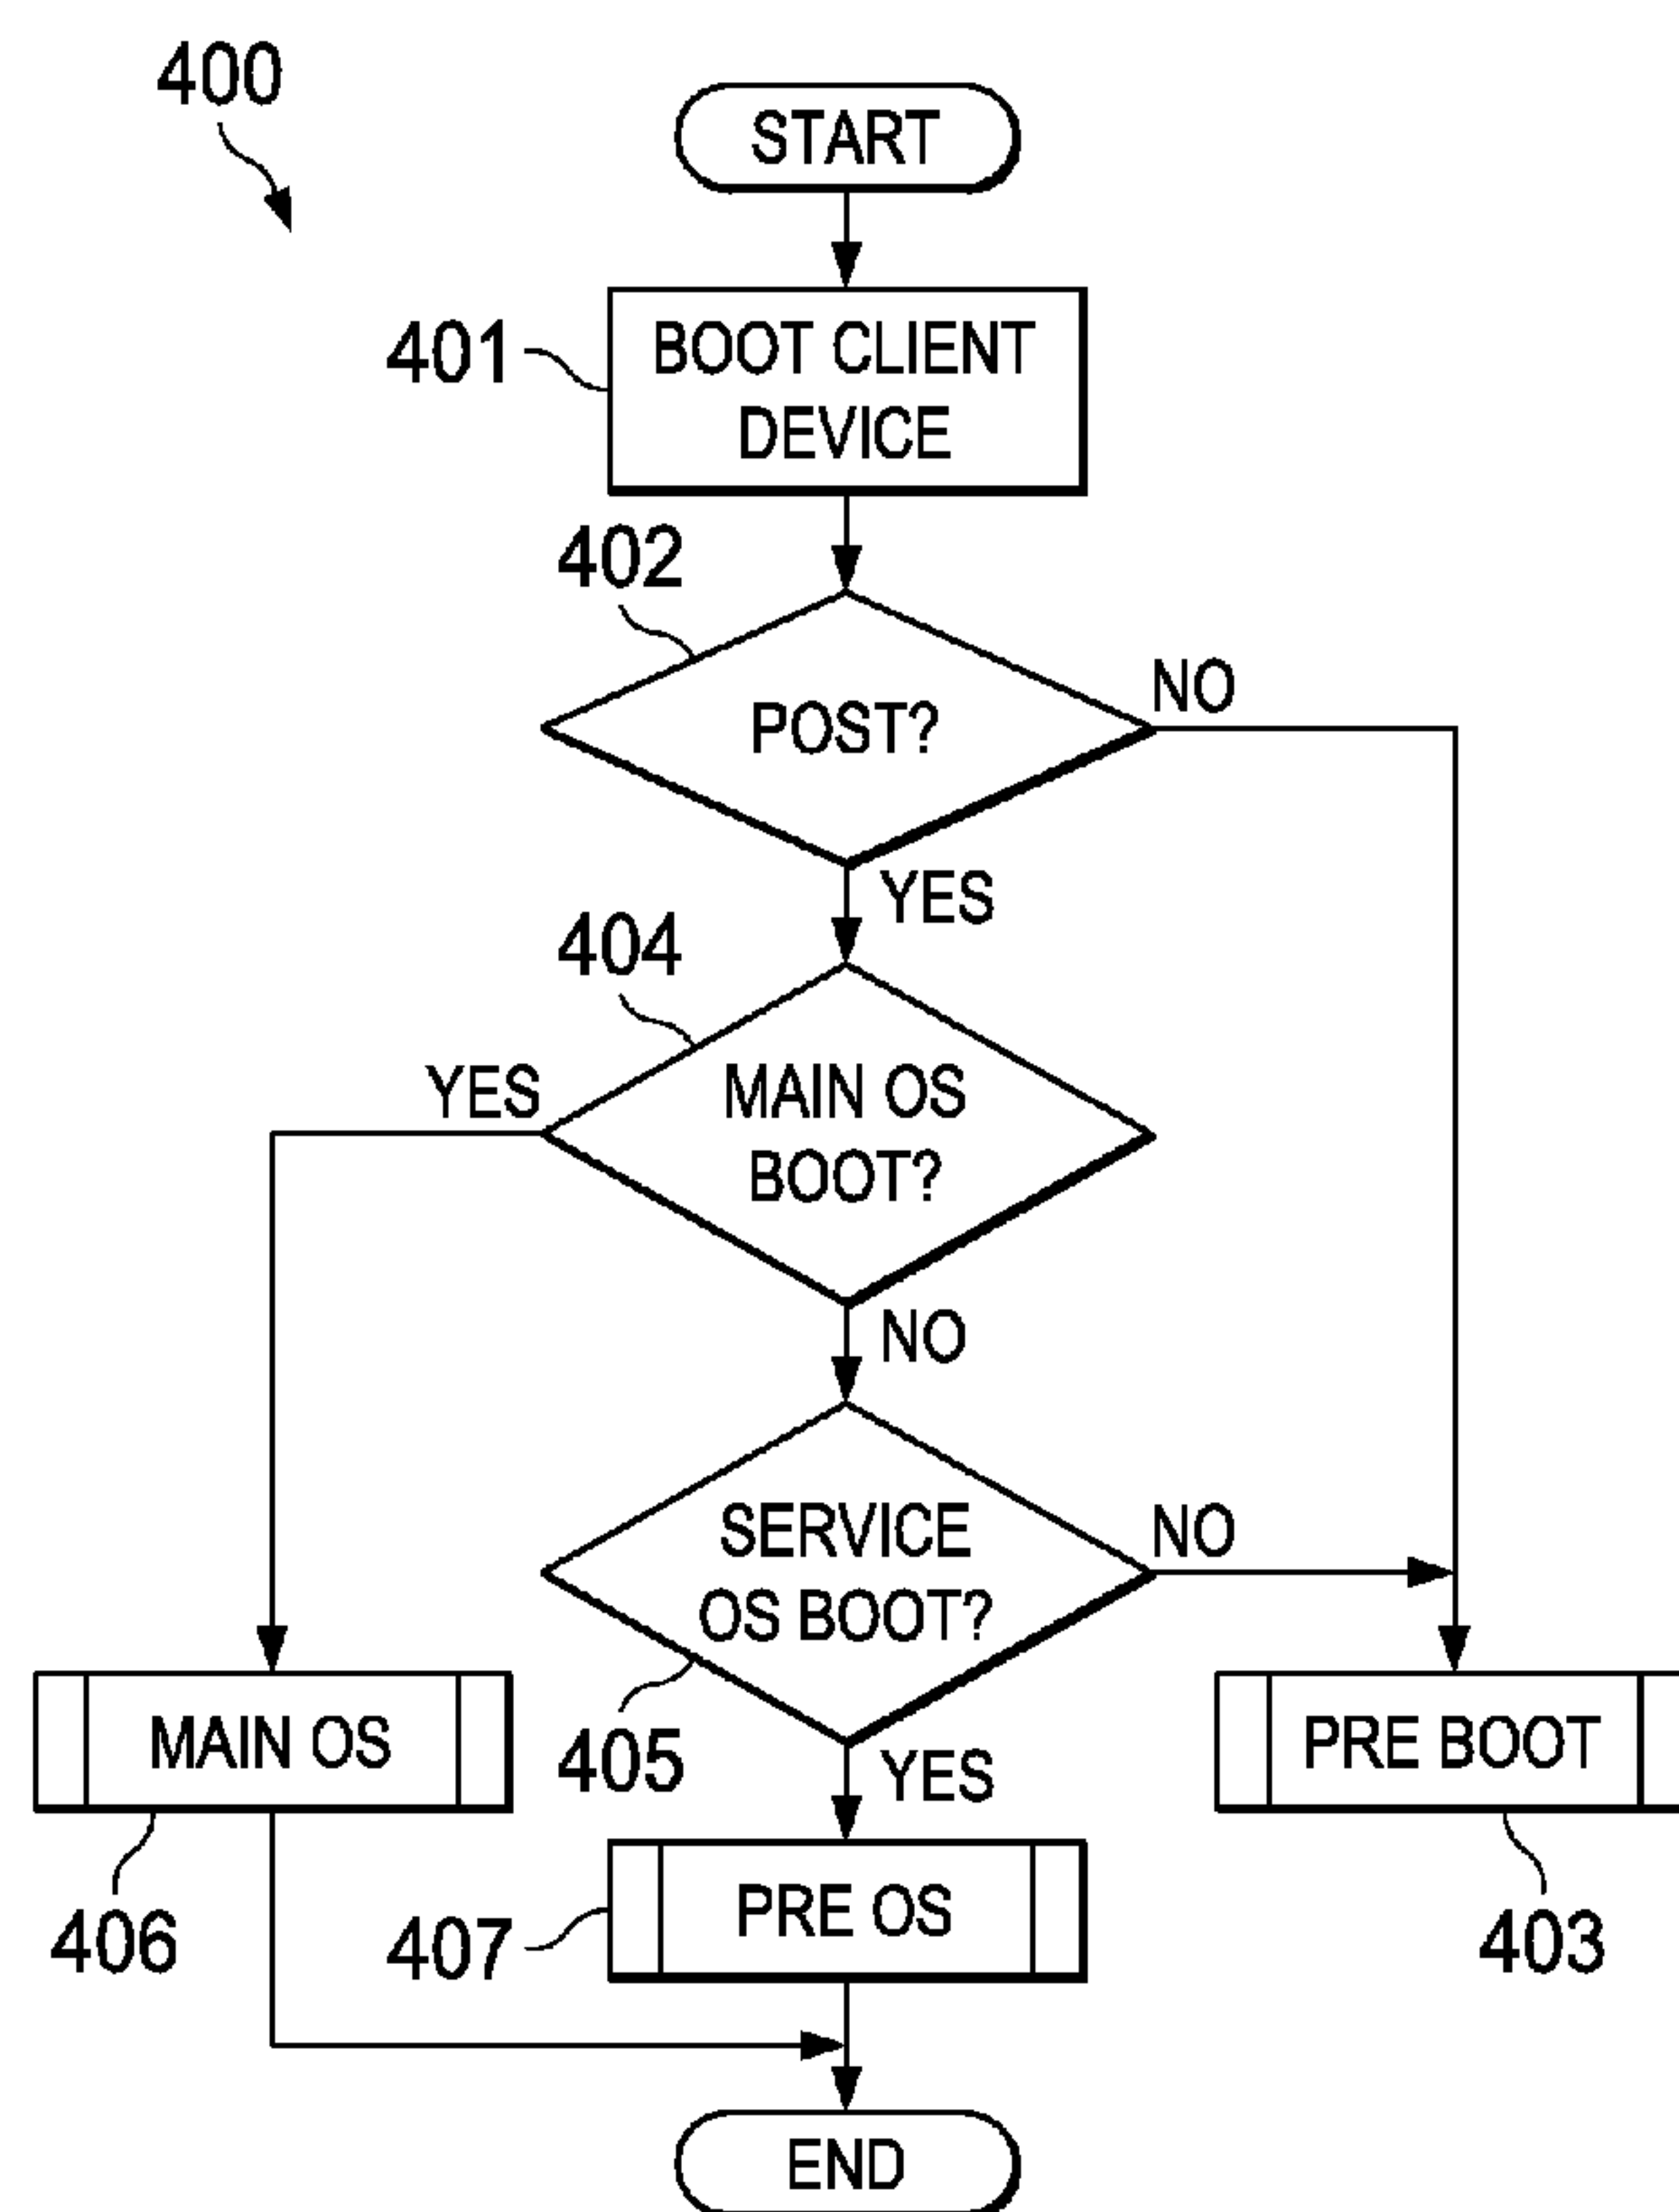 400
START
401
BOOT CLIENT
DEVICE
402
POST?
NO
YES
404
YES
MAIN OS
BOOT?
NO
SERVICE
OS BOOT?
NO
405
YES
MAIN OS
PRE BOOT
406
407
PRE OS
403
END